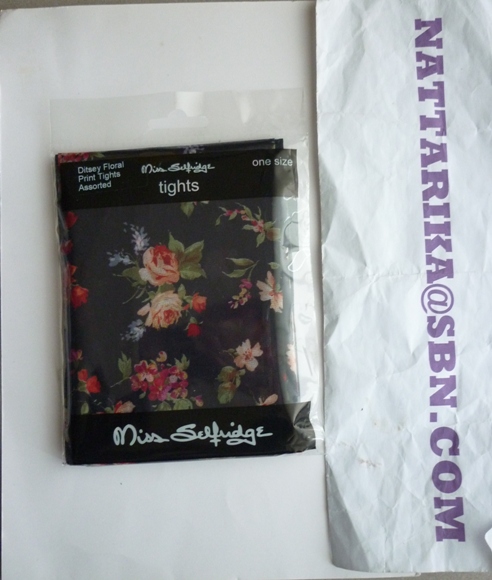 Ditsey Floral
Print Tights
Assorted
Miss Selfridge
tights
one size
Miss Selfridge
NATTARIKA@SBN.COM